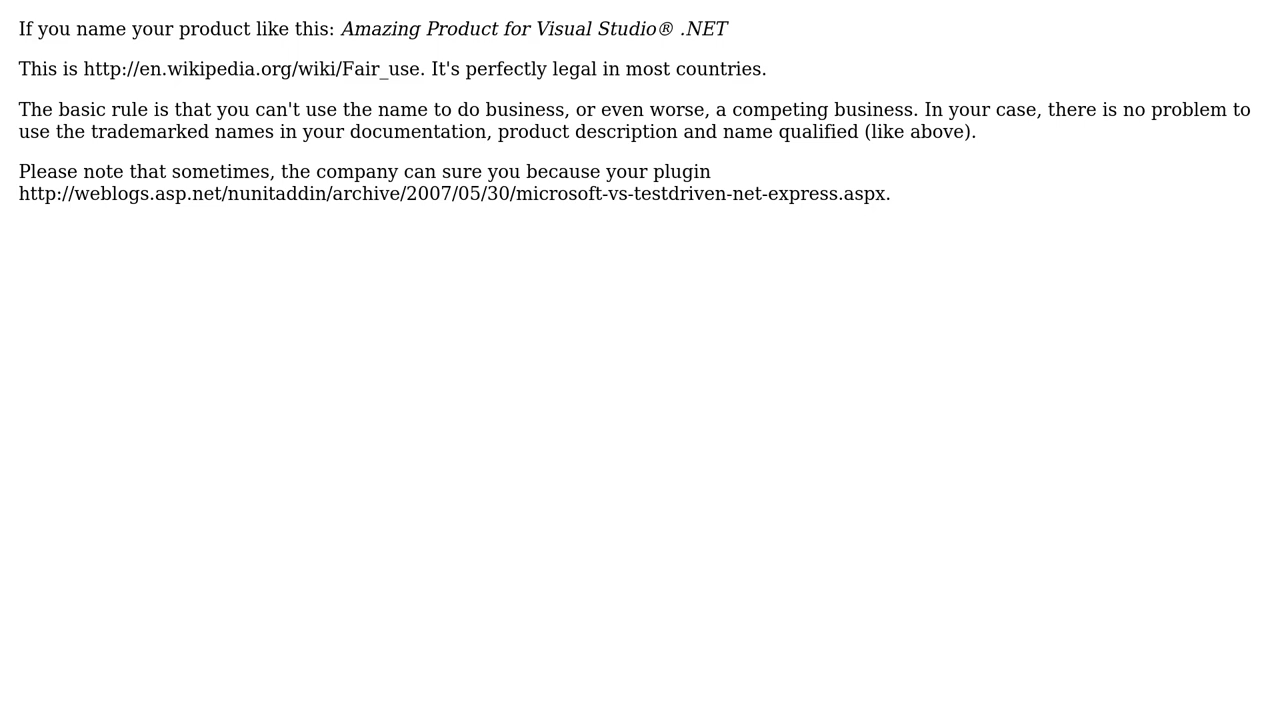 If you name your product like this: Amazing Product for Visual Studio® .NET
This is http://en.wikipedia.org/wiki/Fair_use. It's perfectly legal in most countries.
The basic rule is that you can't use the name to do business, or even worse, a competing business. In your case, there is no problem to
use the trademarked names in your documentation, product description and name qualified (like above).
Please note that sometimes, the company can sure you because your plugin
http://weblogs.asp.net/nunitaddin/archive/2007/05/30/microsoft-vs-testdriven-net-express.aspx.